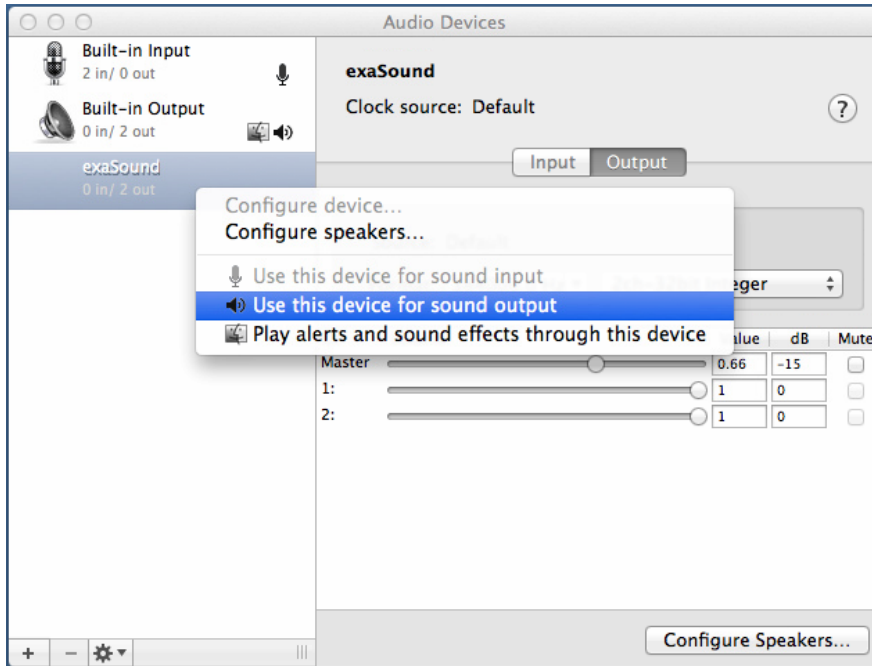 Audio Devices
Built-in Input
2 in/ 0 out
Built-in Output
0 in/ 2 out
exaSound
0 in/ 2 out
exaSound
Clock source: Default
?
Input Output
Configure device...
Configure speakers...
Use this device for sound input
Use this device for sound output
Play alerts and sound effects through this device
dB Mute
Master 0.66 -15
1: 1 0
2: 1 0
Configure Speakers...